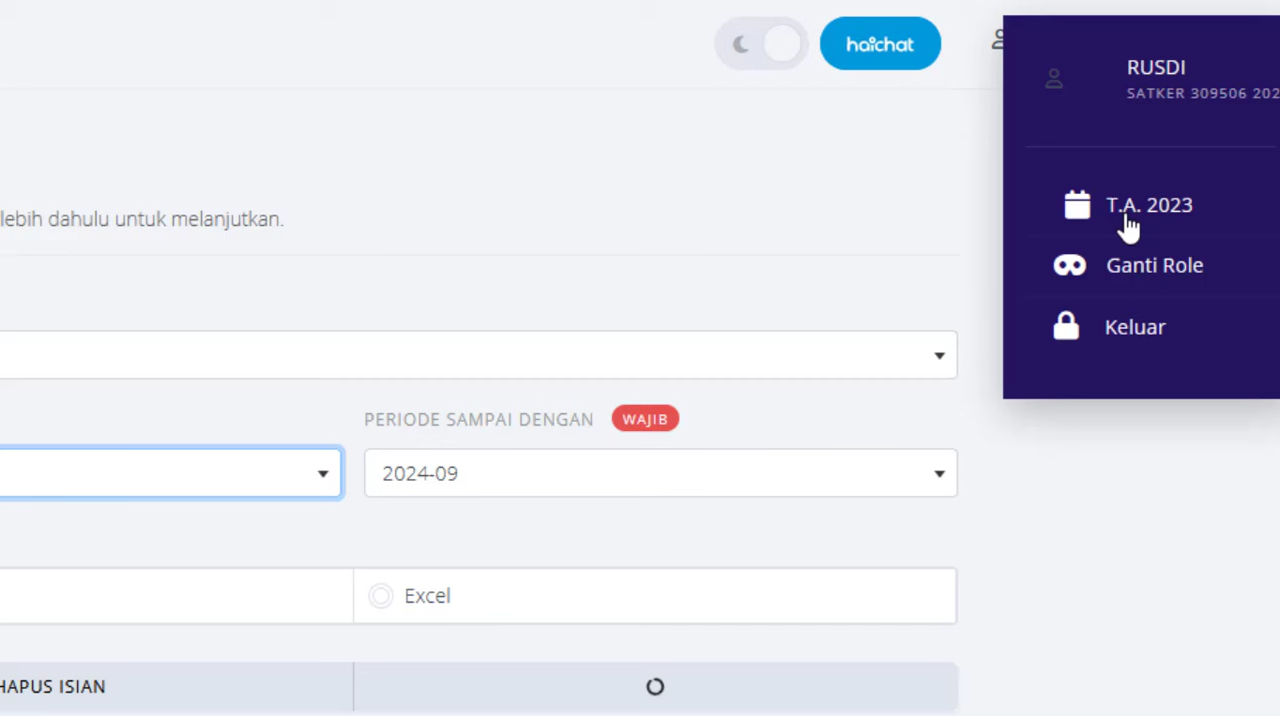 haichat
RUSDI
SATKER 309506 202
lebih dahulu untuk melanjutkan.
T.A. 2023
Ganti Role
Keluar
PERIODE SAMPAI DENGAN WAJIB
2024-09
Excel
HAPUS ISIAN